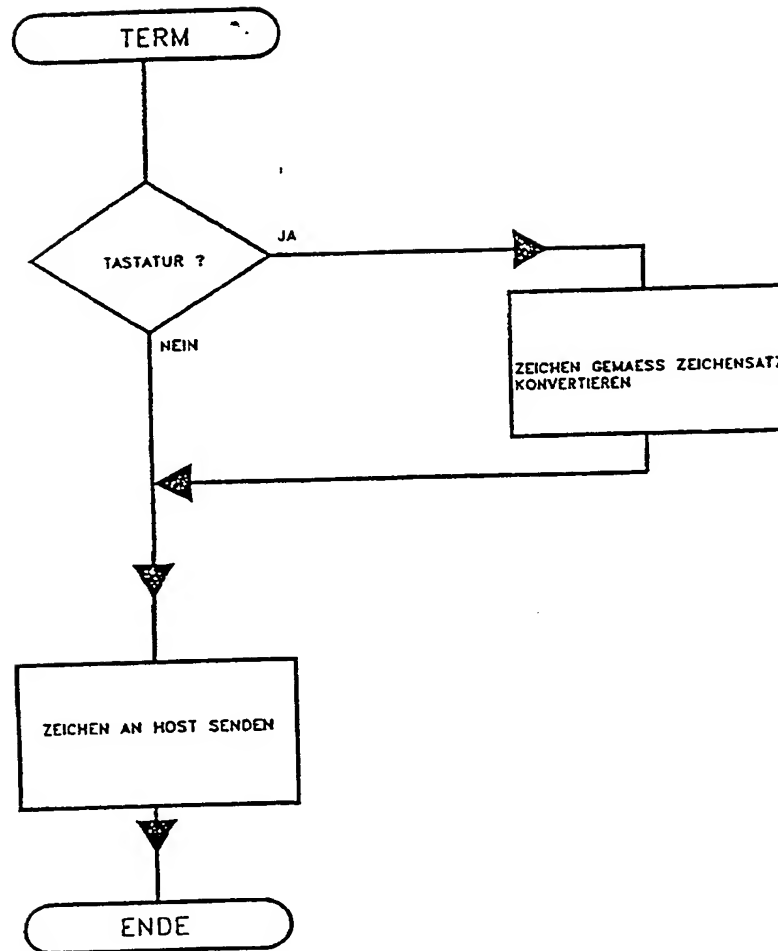 TERM
TASTATUR ?
JA
NEIN
ZEICHEN GEMAESS ZEICHENSATZ
KONVERTIEREN
ZEICHEN AN HOST SENDEN
ENDE